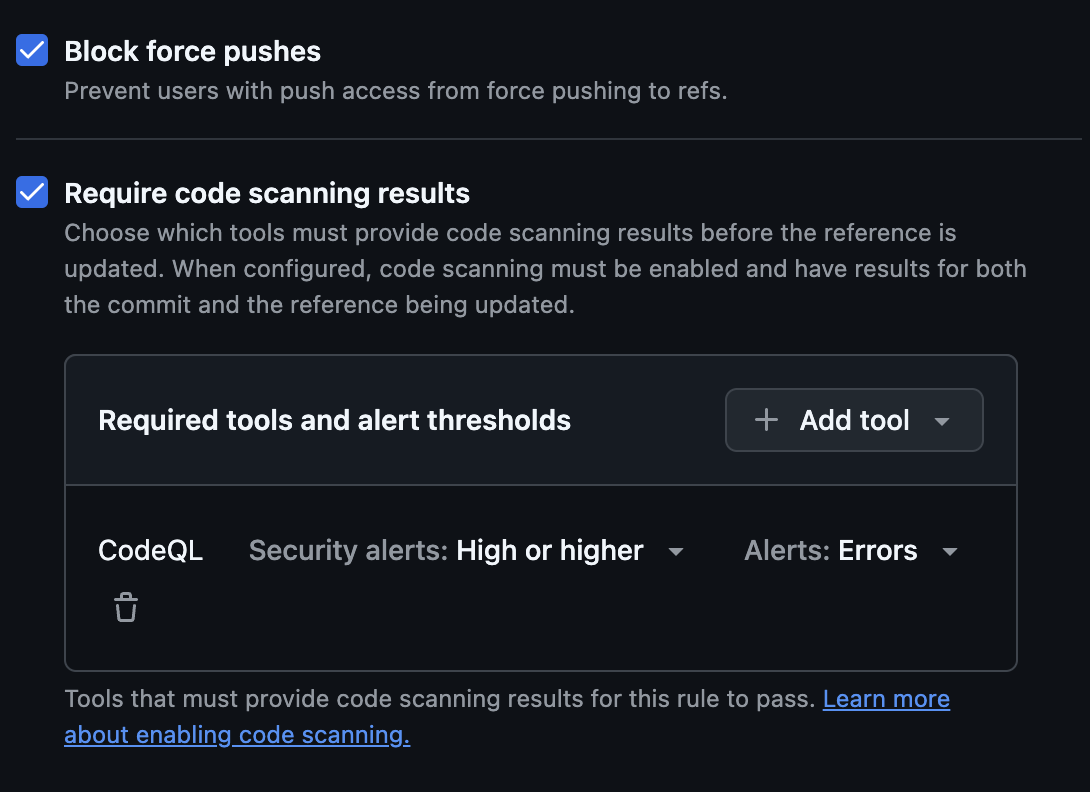 Block force pushes
Prevent users with push access from force pushing to refs.
Require code scanning results
Choose which tools must provide code scanning results before the reference is
updated. When configured, code scanning must be enabled and have results for both
the commit and the reference being updated.
Required tools and alert thresholds
Add tool
CodeQL Security alerts: High or higher Alerts: Errors
Tools that must provide code scanning results for this rule to pass. Learn more
about enabling code scanning.